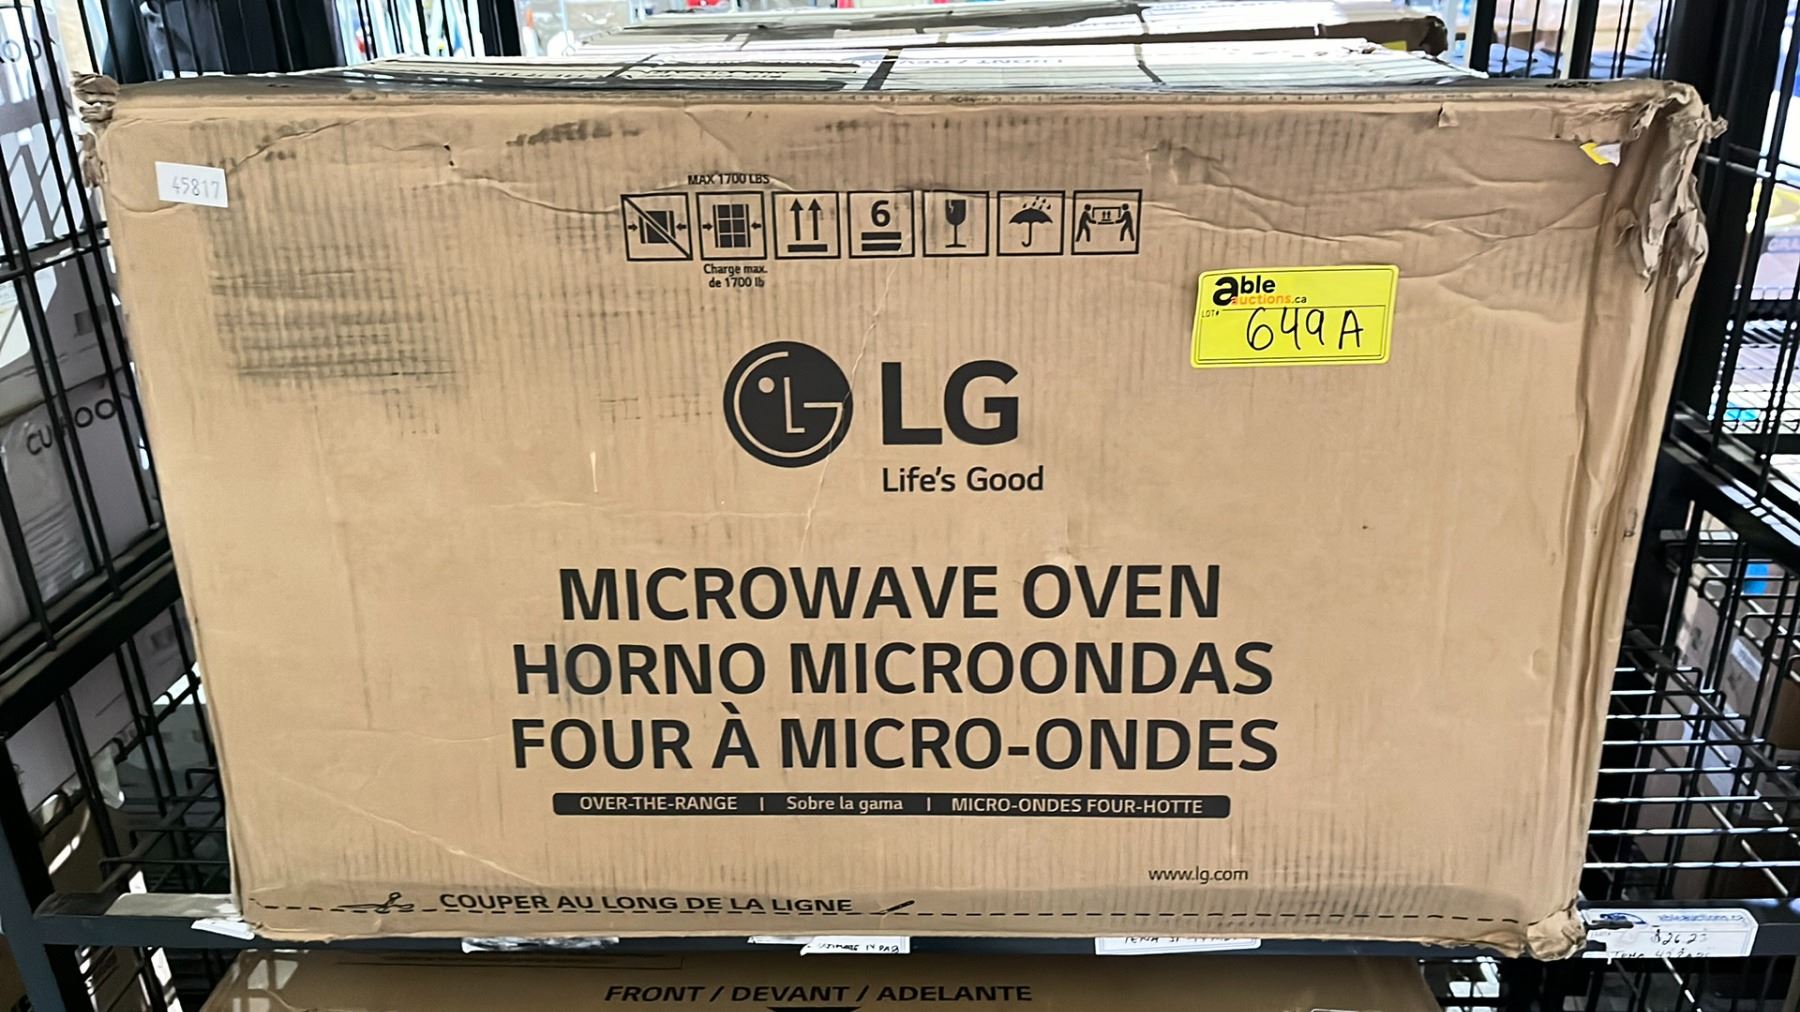 45817
MAX 1700 LBS
6
Charge max.
de 1700 lb
able
auctions.ca
LOT#
649A
LG
Life's Good
MICROWAVE OVEN
HORNO MICROONDAS
FOUR À MICRO-ONDES
OVER-THE-RANGE | Sobre la gama | MICRO-ONDES FOUR-HOTTE
www.lg.com
COUPER AU LONG DE LA LIGNE
FRONT / DEVANT / ADELANTE